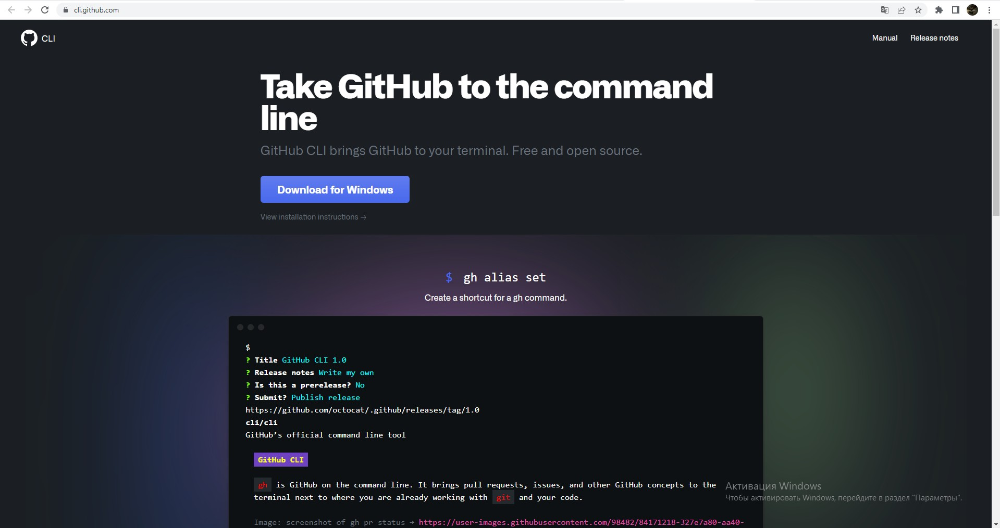 cli.github.com
CLI
Manual
Release notes
Take GitHub to the command
line
GitHub CLI brings GitHub to your terminal. Free and open source.
Download for Windows
View installation instructions →
$ gh alias set
Create a shortcut for a gh command.
$
? Title GitHub CLI 1.0
? Release notes Write my own
? Is this a prerelease? No
? Submit? Publish release
https://github.com/octocat/.github/releases/tag/1.0
cli/cli
GitHub’s official command line tool
GitHub CLI
gh is GitHub on the command line. It brings pull requests, issues, and other GitHub concepts to the
terminal next to where you are already working with git and your code.
Image: screenshot of gh pr status → https://user-images.githubusercontent.com/98482/84171218-327e7a80-aa40-
Активация Windows
Чтобы активировать Windows, перейдите в раздел "Параметры".